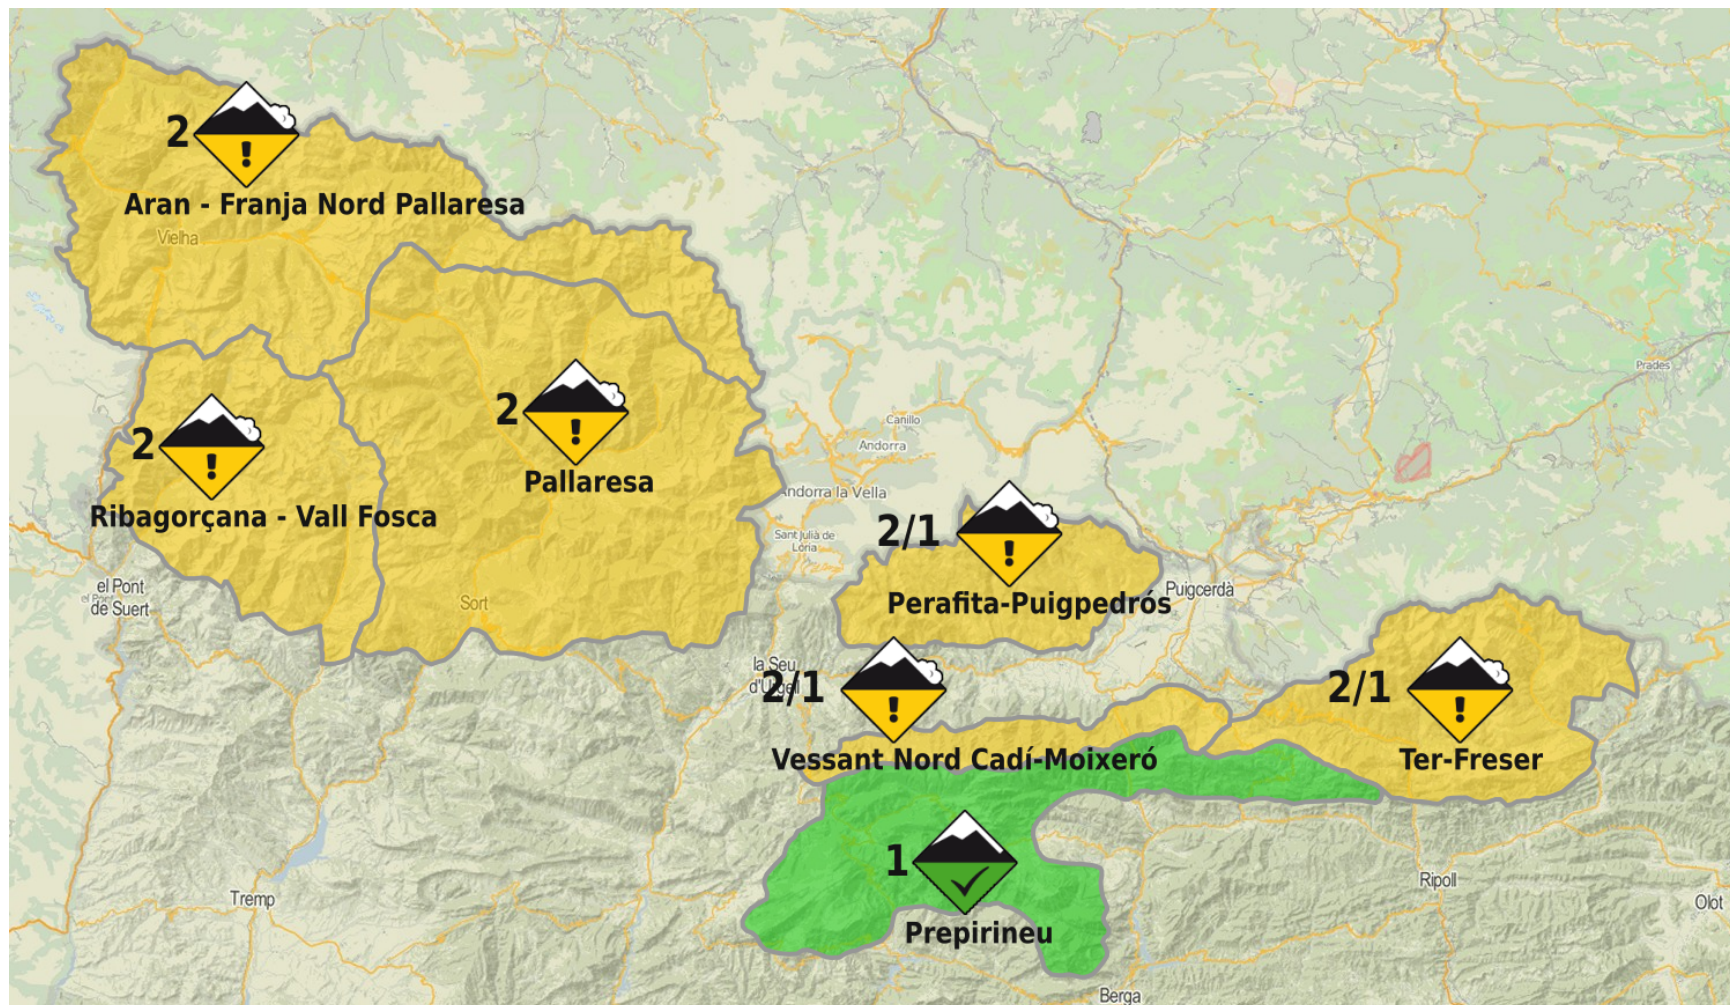 2
Aran - Franja Nord Pallaresa
Vielha
Prades
2
Pallaresa
2
Ribagorçana - Vall Fosca
Canillo
Andorra
Andorra la Vella
Sant Julià de
Lòria
2/1
Perafita-Puigpedrós
Puigcerdà
el Pont
de Suert
Sort
la Seu
d'Urgell
2/1
Vessant Nord Cadí-Moixeró
2/1
Ter-Freser
1
Prepirineu
Tremp
Ripoll
Olot
Berga